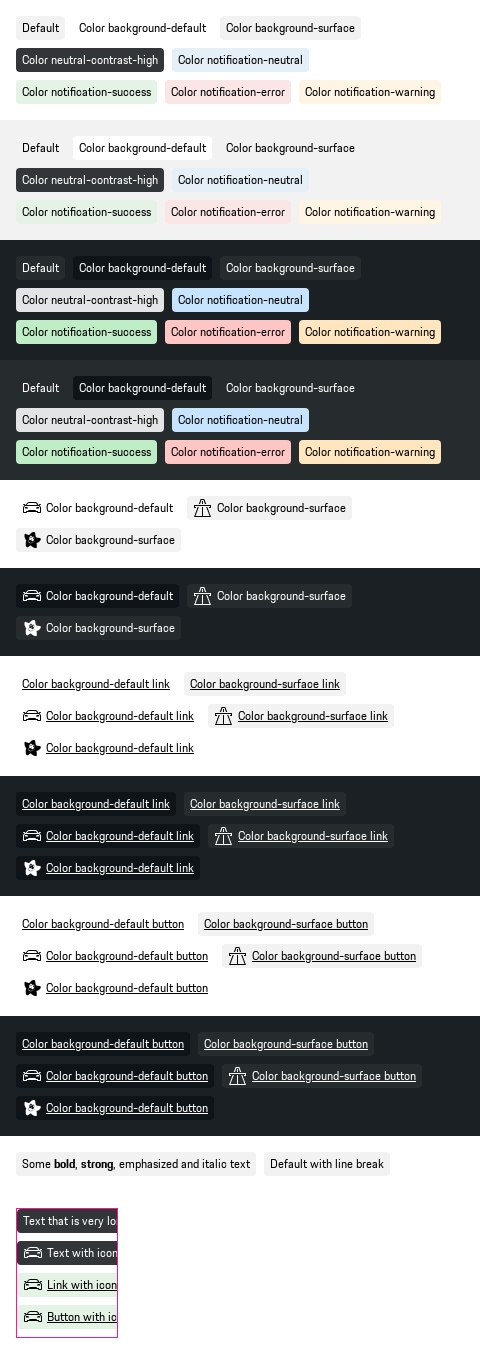 Default Color background-default Color background-surface
Color neutral-contrast-high Color notification-neutral
Color notification-success Color notification-error Color notification-warning
Default Color background-default Color background-surface
Color neutral-contrast-high Color notification-neutral
Color notification-success Color notification-error Color notification-warning
Default Color background-default Color background-surface
Color neutral-contrast-high Color notification-neutral
Color notification-success Color notification-error Color notification-warning
Default Color background-default Color background-surface
Color neutral-contrast-high Color notification-neutral
Color notification-success Color notification-error Color notification-warning
Color background-default Color background-surface
Color background-surface
Color background-default Color background-surface
Color background-surface
Color background-default link Color background-surface link
Color background-default link Color background-surface link
Color background-default link
Color background-default link Color background-surface link
Color background-default link Color background-surface link
Color background-default link
Color background-default button Color background-surface button
Color background-default button Color background-surface button
Color background-default button
Color background-default button Color background-surface button
Color background-default button Color background-surface button
Color background-default button
Some bold, strong, emphasized and italic text Default with line break
Text that is very lo
Text with icon
Link with icon
Button with ic